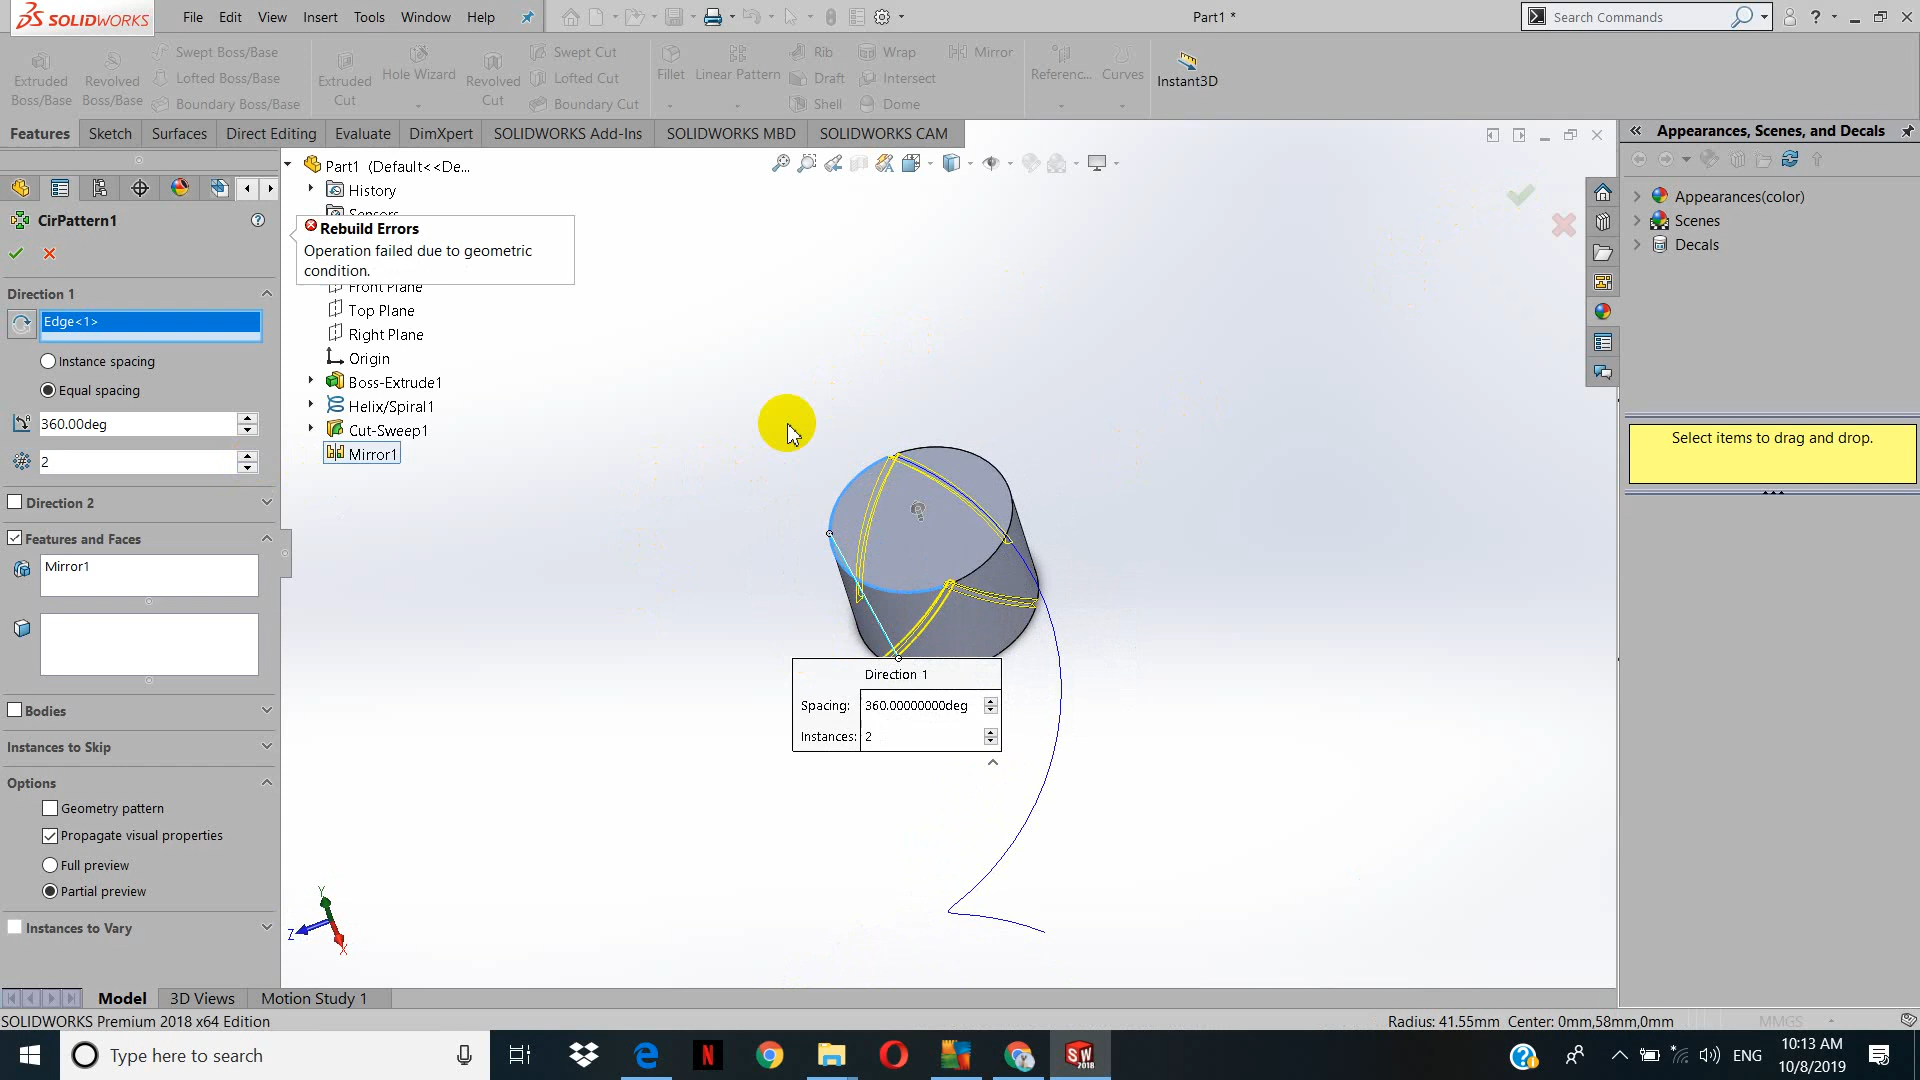 SOLIDWORKS
File Edit View Insert Tools Window Help
Part1 *
Search Commands
Extruded Boss/Base
Revolved Boss/Base
Swept Boss/Base
Lofted Boss/Base
Boundary Boss/Base
Extruded Cut
Hole Wizard
Revolved Cut
Swept Cut
Lofted Cut
Boundary Cut
Fillet
Linear Pattern
Rib
Draft
Shell
Wrap
Intersect
Dome
Mirror
Referenc...
Curves
Instant3D
Features Sketch Surfaces Direct Editing Evaluate DimXpert SOLIDWORKS Add-Ins SOLIDWORKS MBD SOLIDWORKS CAM
CirPattern1
Direction 1
Edge<1>
Instance spacing
Equal spacing
360.00deg
2
Direction 2
Features and Faces
Mirror1
Bodies
Instances to Skip
Options
Geometry pattern
Propagate visual properties
Full preview
Partial preview
Instances to Vary
Part1 (Default<<De...
History
Sensors
Rebuild Errors
Operation failed due to geometric
condition.
Front Plane
Top Plane
Right Plane
Origin
Boss-Extrude1
Helix/Spiral1
Cut-Sweep1
Mirror1
Direction 1
Spacing: 360.00000000deg
Instances: 2
Y
Z
X
Appearances, Scenes, and Decals
Appearances(color)
Scenes
Decals
Select items to drag and drop.
Model 3D Views Motion Study 1
SOLIDWORKS Premium 2018 x64 Edition
Radius: 41.55mm Center: 0mm,58mm,0mm
MMGS
Type here to search
N
SW
2018
ENG
10:13 AM
10/8/2019